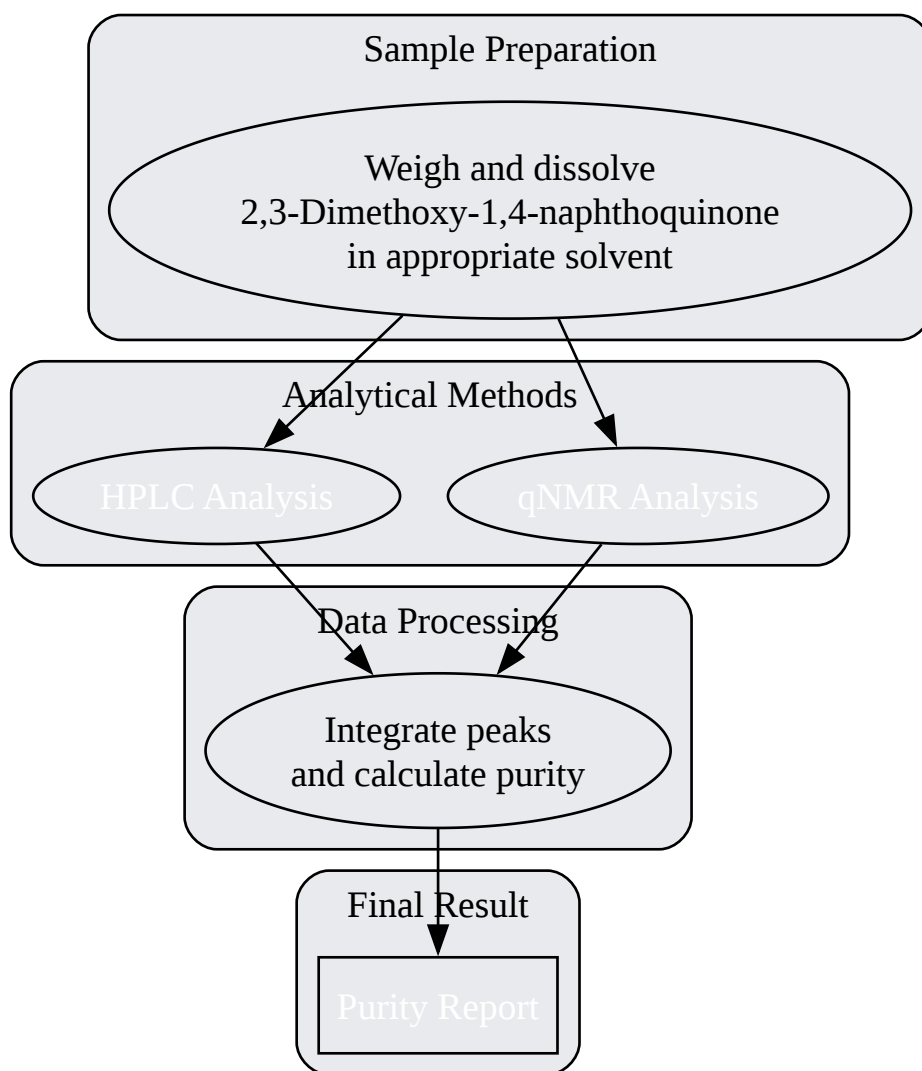 Sample Preparation
Weigh and dissolve
2,3-Dimethoxy-1,4-naphthoquinone
in appropriate solvent
Analytical Methods
HPLC Analysis
qNMR Analysis
Data Processing
Integrate peaks
and calculate purity
Final Result
Purity Report